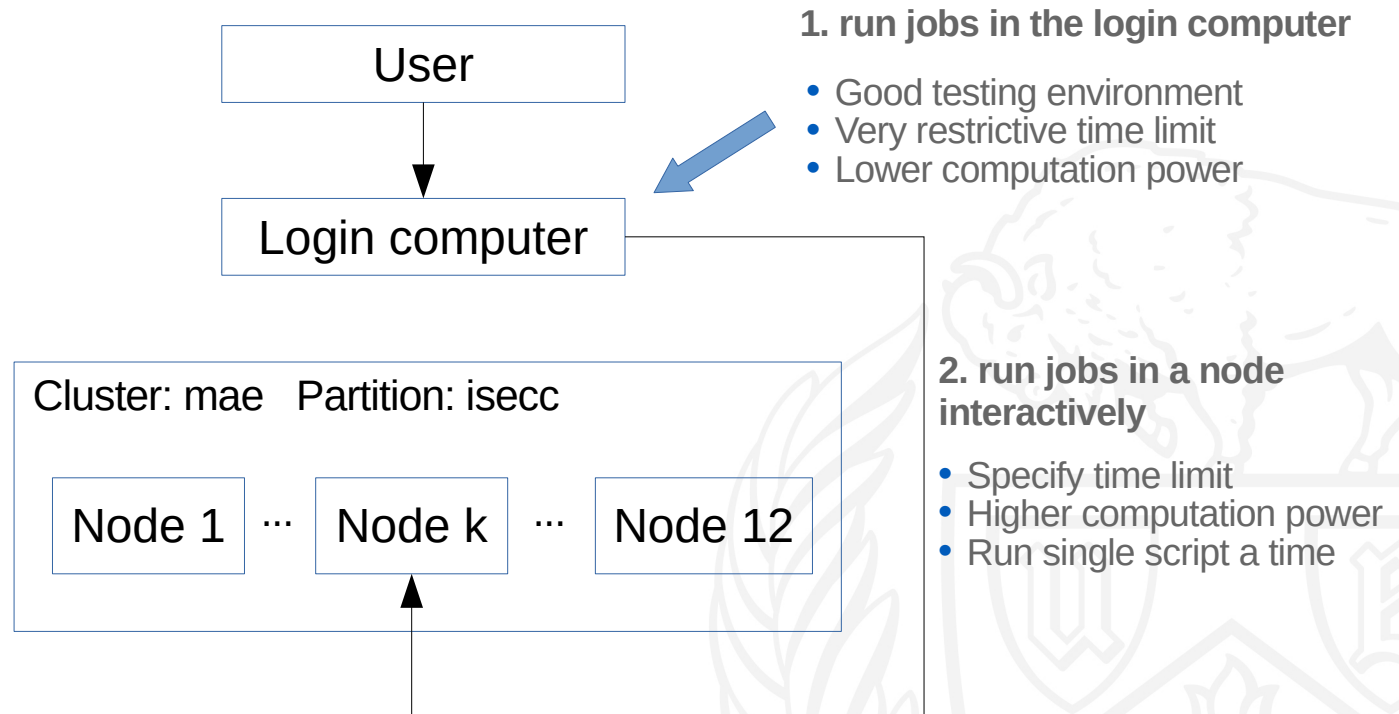 User
Login computer
1. run jobs in the login computer
• Good testing environment
• Very restrictive time limit
• Lower computation power
Cluster: mae Partition: isecc
Node 1 ... Node k ... Node 12
2. run jobs in a node
interactively
• Specify time limit
• Higher computation power
• Run single script a time